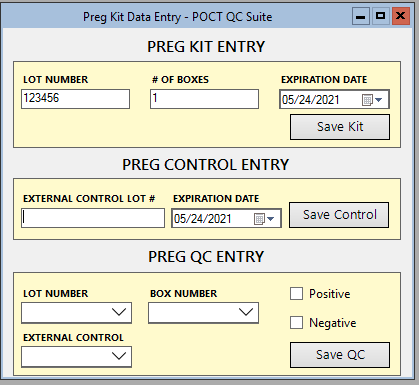 Preg Kit Data Entry - POCT QC Suite
PREG KIT ENTRY
LOT NUMBER # OF BOXES EXPIRATION DATE
123456 1 05/24/2021
Save Kit
PREG CONTROL ENTRY
EXTERNAL CONTROL LOT # EXPIRATION DATE
05/24/2021 Save Control
PREG QC ENTRY
LOT NUMBER BOX NUMBER Positive
Negative
EXTERNAL CONTROL
Save QC